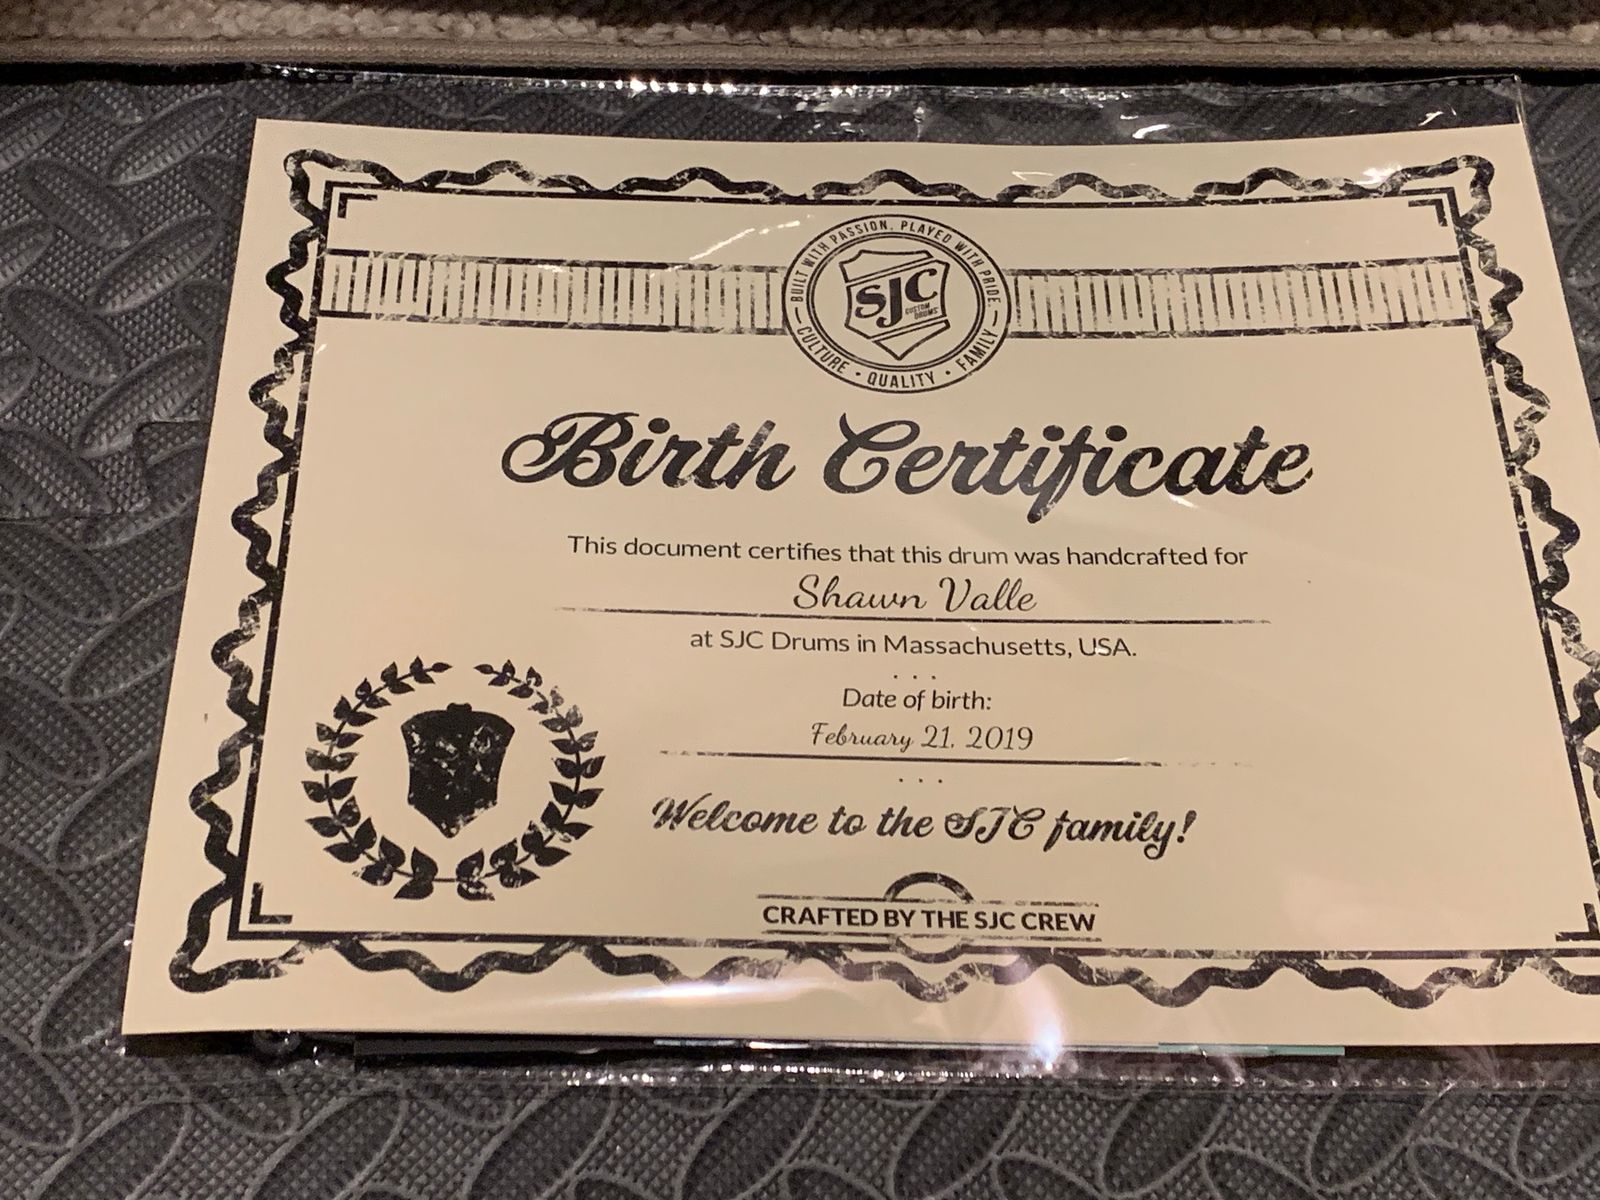 BUILT WITH PASSION. PLAYED WITH PRIDE.
SJC
CUSTOM
DRUMS
CULTURE • QUALITY • FAMILY
Birth Certificate
This document certifies that this drum was handcrafted for
Shawn Valle
at SJC Drums in Massachusetts, USA.
. . .
Date of birth:
February 21, 2019
. . .
Welcome to the SJC family!
CRAFTED BY THE SJC CREW